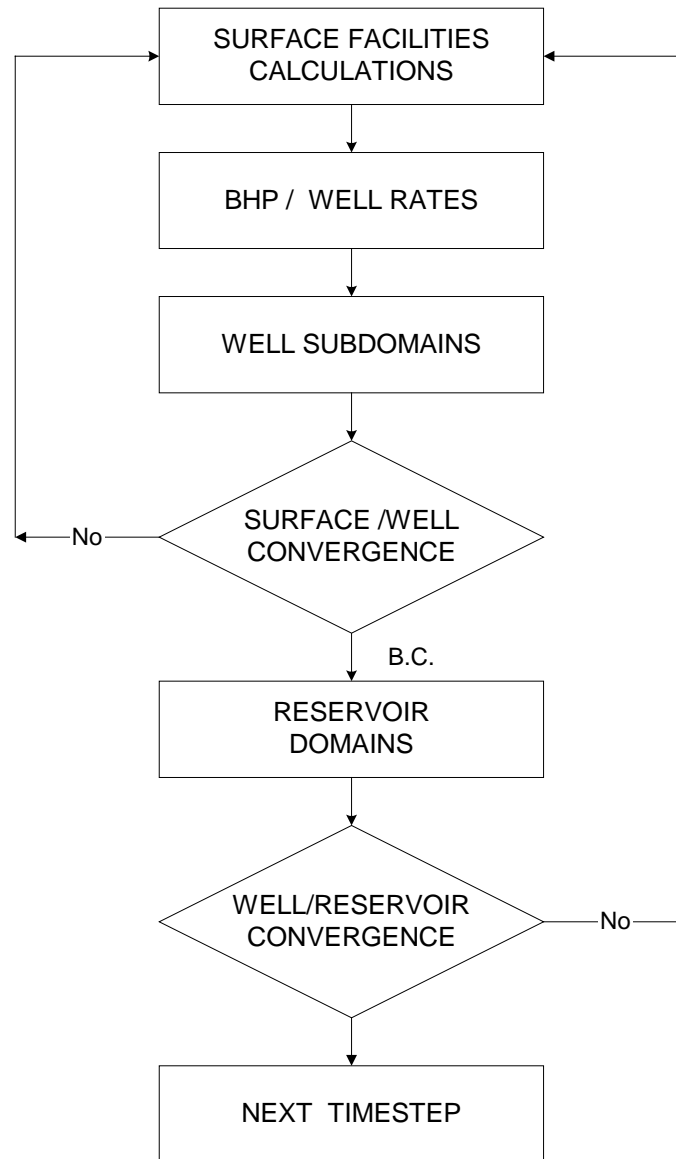 SURFACE FACILITIES
CALCULATIONS
BHP / WELL RATES
WELL SUBDOMAINS
SURFACE /WELL
CONVERGENCE
No
B.C.
RESERVOIR
DOMAINS
WELL/RESERVOIR
CONVERGENCE
No
NEXT TIMESTEP